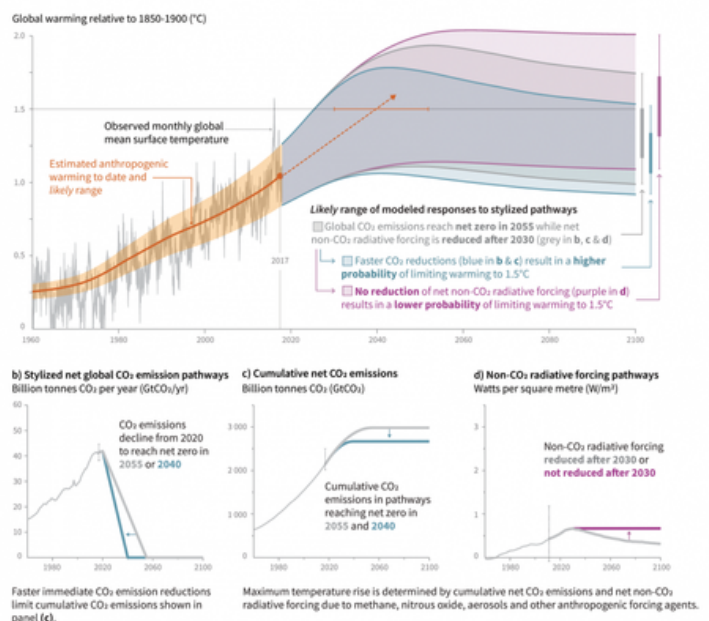 Global warming relative to 1850-1900 (°C)
2.0
1.5
Observed monthly global
mean surface temperature
Estimated anthropogenic
warming to date and
likely range
1.0
Likely range of modeled responses to stylized pathways
Global CO₂ emissions reach net zero in 2055 while net
non-CO₂ radiative forcing is reduced after 2030 (grey in b, c & d)
0.5
2017
Faster CO₂ reductions (blue in b & c) result in a higher
probability of limiting warming to 1.5°C
No reduction of net non-CO₂ radiative forcing (purple in d)
results in a lower probability of limiting warming to 1.5°C
0
1960 1980 2000 2020 2040 2060 2080 2100
b) Stylized net global CO₂ emission pathways
Billion tonnes CO₂ per year (GtCO₂/yr)
60
50
40
30
20
10
0
CO₂ emissions
decline from 2020
to reach net zero in
2055 or 2040
1980 2020 2060 2100
Faster immediate CO₂ emission reductions
limit cumulative CO₂ emissions shown in
panel (c).
c) Cumulative net CO₂ emissions
Billion tonnes CO₂ (GtCO₂)
3 000
2 000
1 000
0
Cumulative CO₂
emissions in pathways
reaching net zero in
2055 and 2040
1980 2020 2060 2100
d) Non-CO₂ radiative forcing pathways
Watts per square metre (W/m²)
3
2
1
0
Non-CO₂ radiative forcing
reduced after 2030 or
not reduced after 2030
1980 2020 2060 2100
Maximum temperature rise is determined by cumulative net CO₂ emissions and net non-CO₂
radiative forcing due to methane, nitrous oxide, aerosols and other anthropogenic forcing agents.